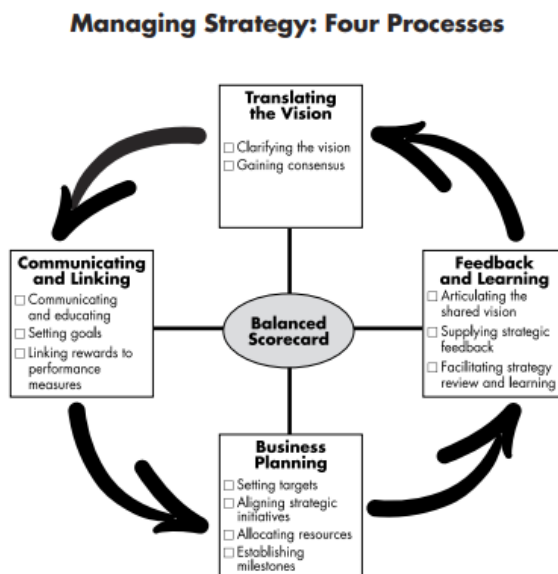 Managing Strategy: Four Processes
Translating
the Vision
Clarifying the vision
Gaining consensus
Communicating
and Linking
Communicating
and educating
Setting goals
Linking rewards to
performance
measures
Balanced
Scorecard
Feedback
and Learning
Articulating the
shared vision
Supplying strategic
feedback
Facilitating strategy
review and learning
Business
Planning
Setting targets
Aligning strategic
initiatives
Allocating resources
Establishing
milestones